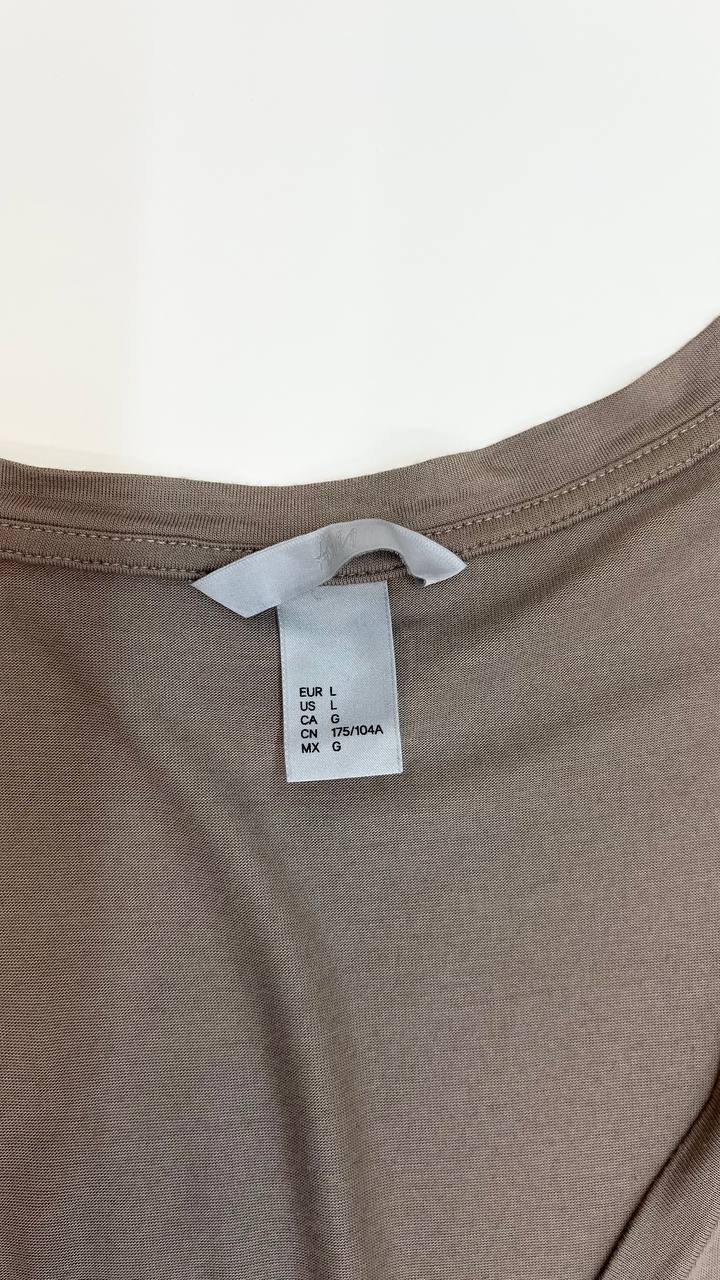 EUR L
US L
CA G
CN 175/104A
MX G